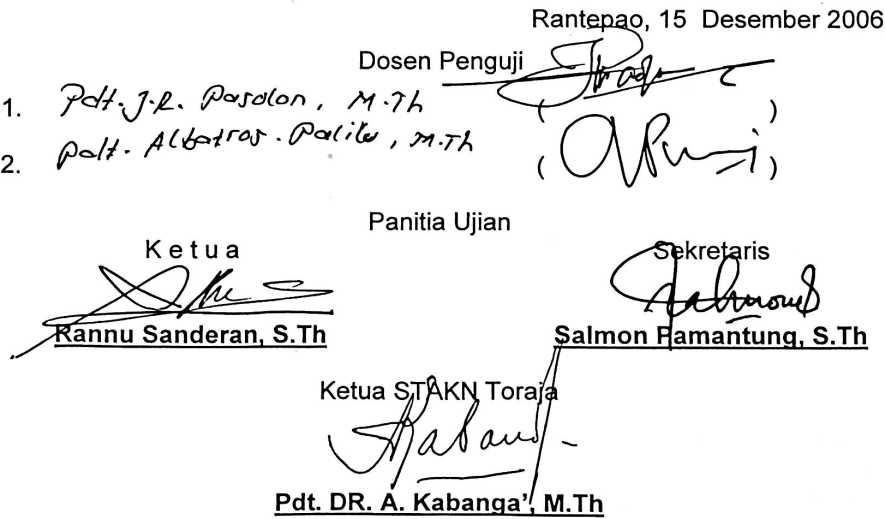 Rantepao, 15 Desember 2006
Dosen Penguji
1. Pdt. J.R. Pasolon, M.Th ( )
2. Pdt. Albatros Palilu, M.Th ( )
Panitia Ujian
K e t u a Sekretaris
Rannu Sanderan, S.Th Salmon Pamantung, S.Th
Ketua STAKN Toraja
Pdt. DR. A. Kabanga', M.Th